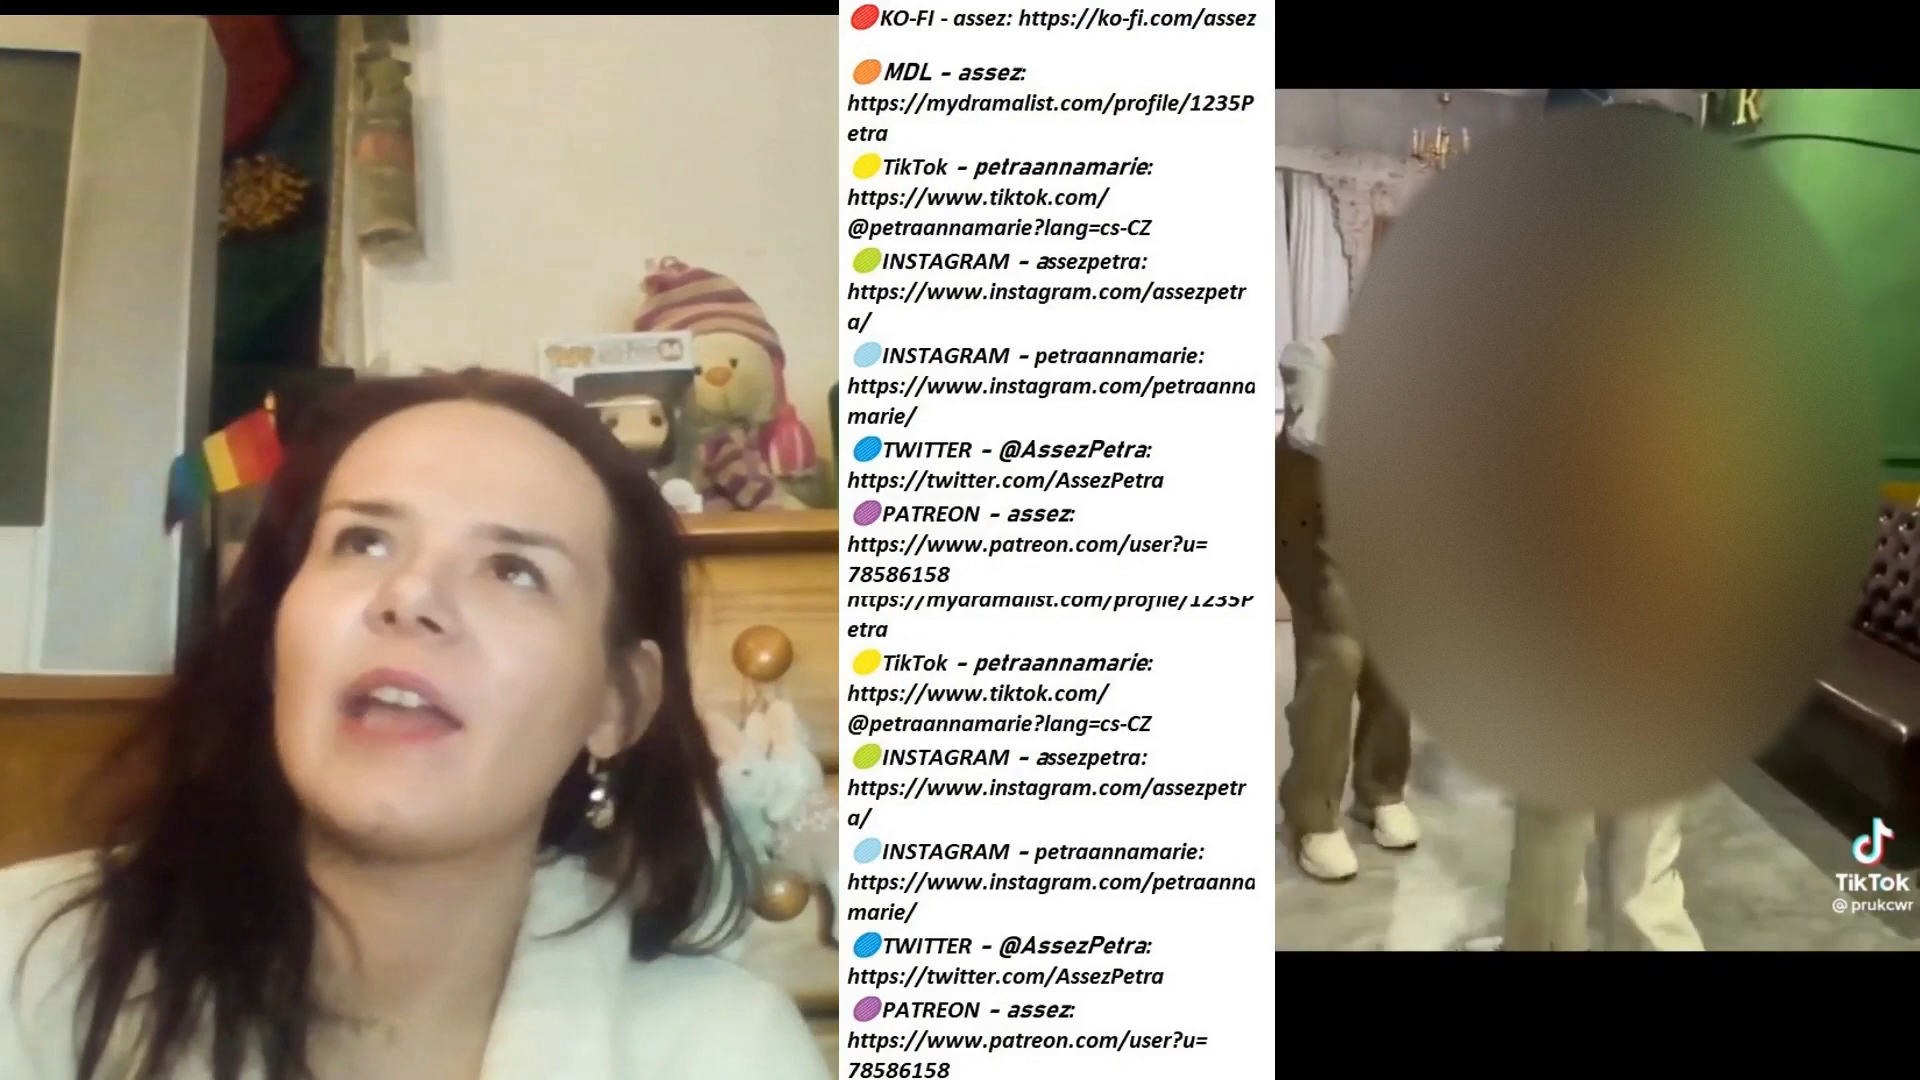 KO-FI - assez: https://ko-fi.com/assez
MDL - assez:
https://mydramalist.com/profile/1235P
etra
TikTok - petraannamarie:
https://www.tiktok.com/
@petraannamarie?lang=cs-CZ
INSTAGRAM - assezpetra:
https://www.instagram.com/assezpetr
a/
INSTAGRAM - petraannamarie:
https://www.instagram.com/petraanna
marie/
TWITTER - @AssezPetra:
https://twitter.com/AssezPetra
PATREON - assez:
https://www.patreon.com/user?u=
78586158
https://mydramalist.com/profile/1235P
etra
TikTok - petraannamarie:
https://www.tiktok.com/
@petraannamarie?lang=cs-CZ
INSTAGRAM - assezpetra:
https://www.instagram.com/assezpetr
a/
INSTAGRAM - petraannamarie:
https://www.instagram.com/petraanna
marie/
TWITTER - @AssezPetra:
https://twitter.com/AssezPetra
PATREON - assez:
https://www.patreon.com/user?u=
78586158
R
TikTok
@prukcwr